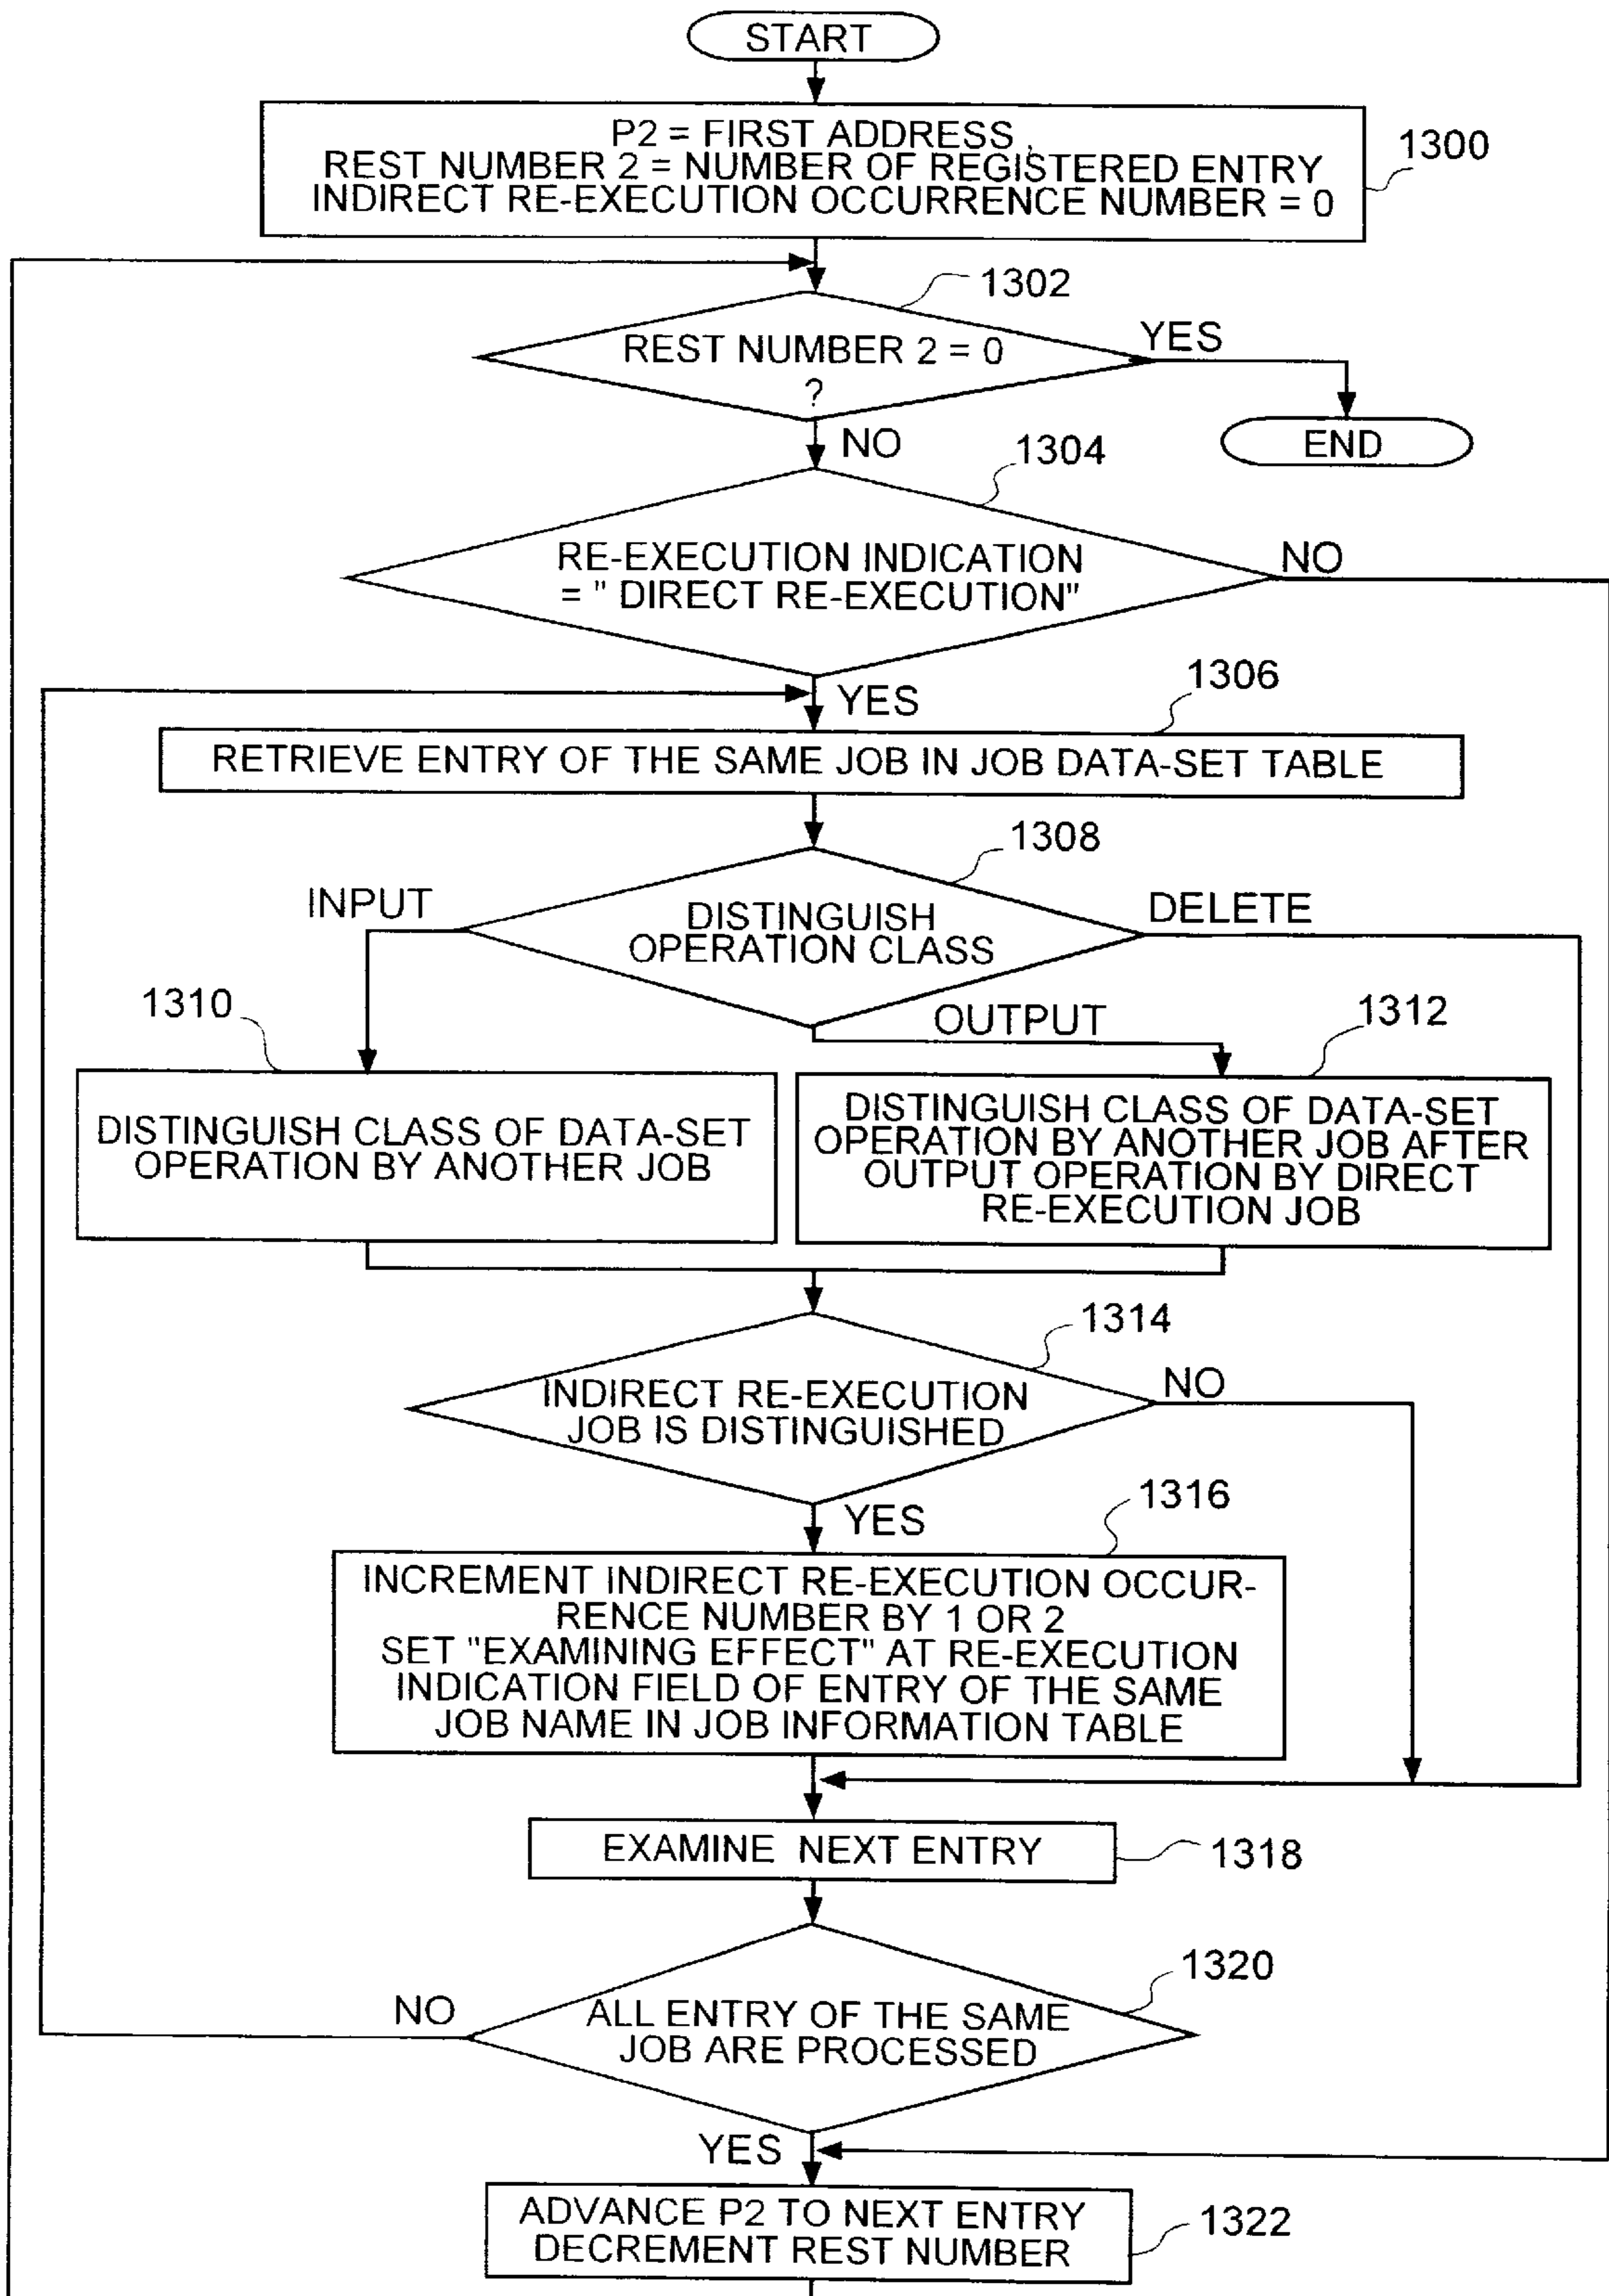 START
P2 = FIRST ADDRESS ,
REST NUMBER 2 = NUMBER OF REGISTERED ENTRY
INDIRECT RE-EXECUTION OCCURRENCE NUMBER = 0
1300
1302
REST NUMBER 2 = 0
?
YES
END
NO
1304
RE-EXECUTION INDICATION
= " DIRECT RE-EXECUTION"
NO
YES
1306
RETRIEVE ENTRY OF THE SAME JOB IN JOB DATA-SET TABLE
1308
INPUT
DISTINGUISH
OPERATION CLASS
DELETE
OUTPUT
1310
1312
DISTINGUISH CLASS OF DATA-SET
OPERATION BY ANOTHER JOB
DISTINGUISH CLASS OF DATA-SET
OPERATION BY ANOTHER JOB AFTER
OUTPUT OPERATION BY DIRECT
RE-EXECUTION JOB
1314
INDIRECT RE-EXECUTION
JOB IS DISTINGUISHED
NO
YES
1316
INCREMENT INDIRECT RE-EXECUTION OCCUR-
RENCE NUMBER BY 1 OR 2
SET "EXAMINING EFFECT" AT RE-EXECUTION
INDICATION FIELD OF ENTRY OF THE SAME
JOB NAME IN JOB INFORMATION TABLE
EXAMINE NEXT ENTRY
1318
1320
NO
ALL ENTRY OF THE SAME
JOB ARE PROCESSED
YES
ADVANCE P2 TO NEXT ENTRY
DECREMENT REST NUMBER
1322